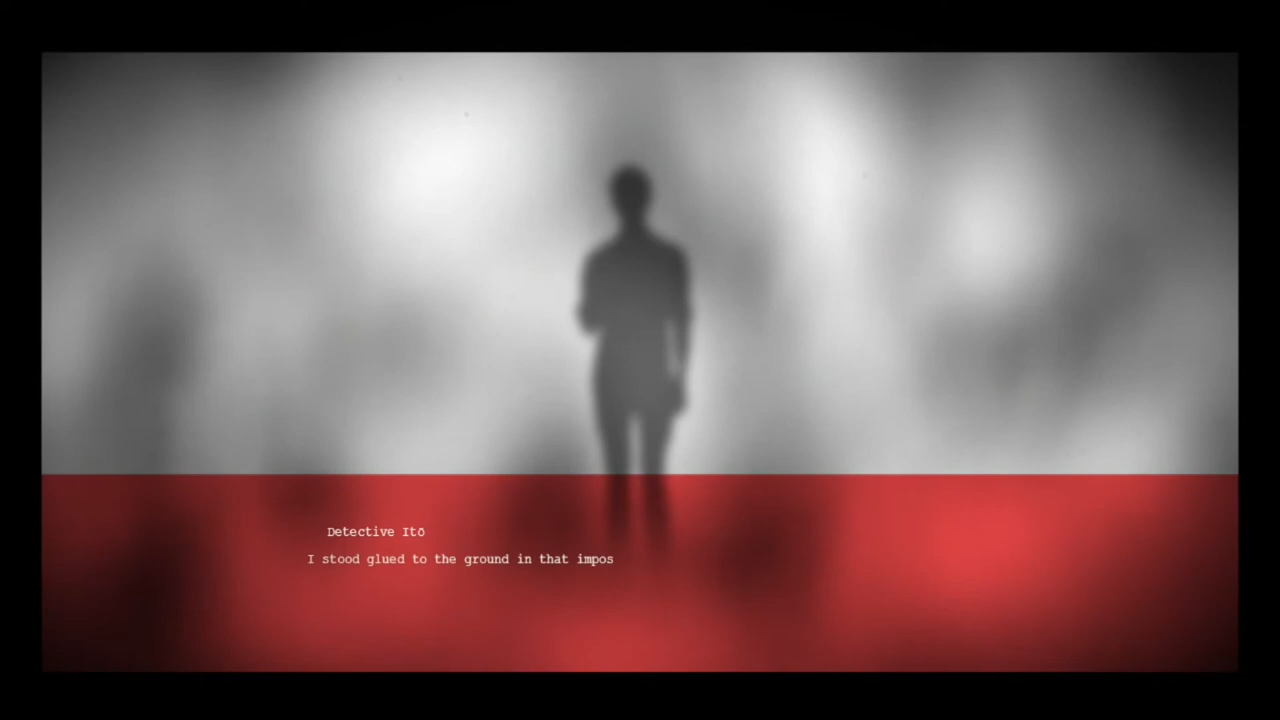 Detective Itō
I stood glued to the ground in that impos